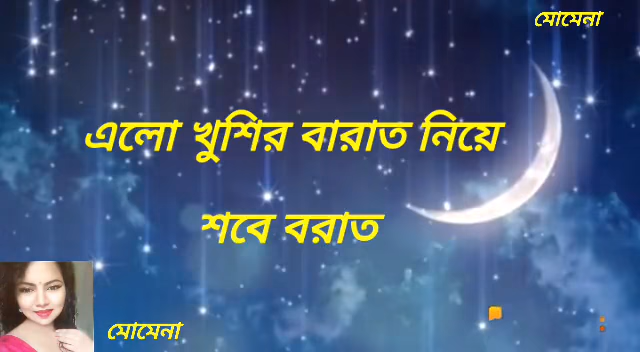 মোমেনা
এলো খুশির বারাত নিয়ে
শবে বরাত
মোমেনা